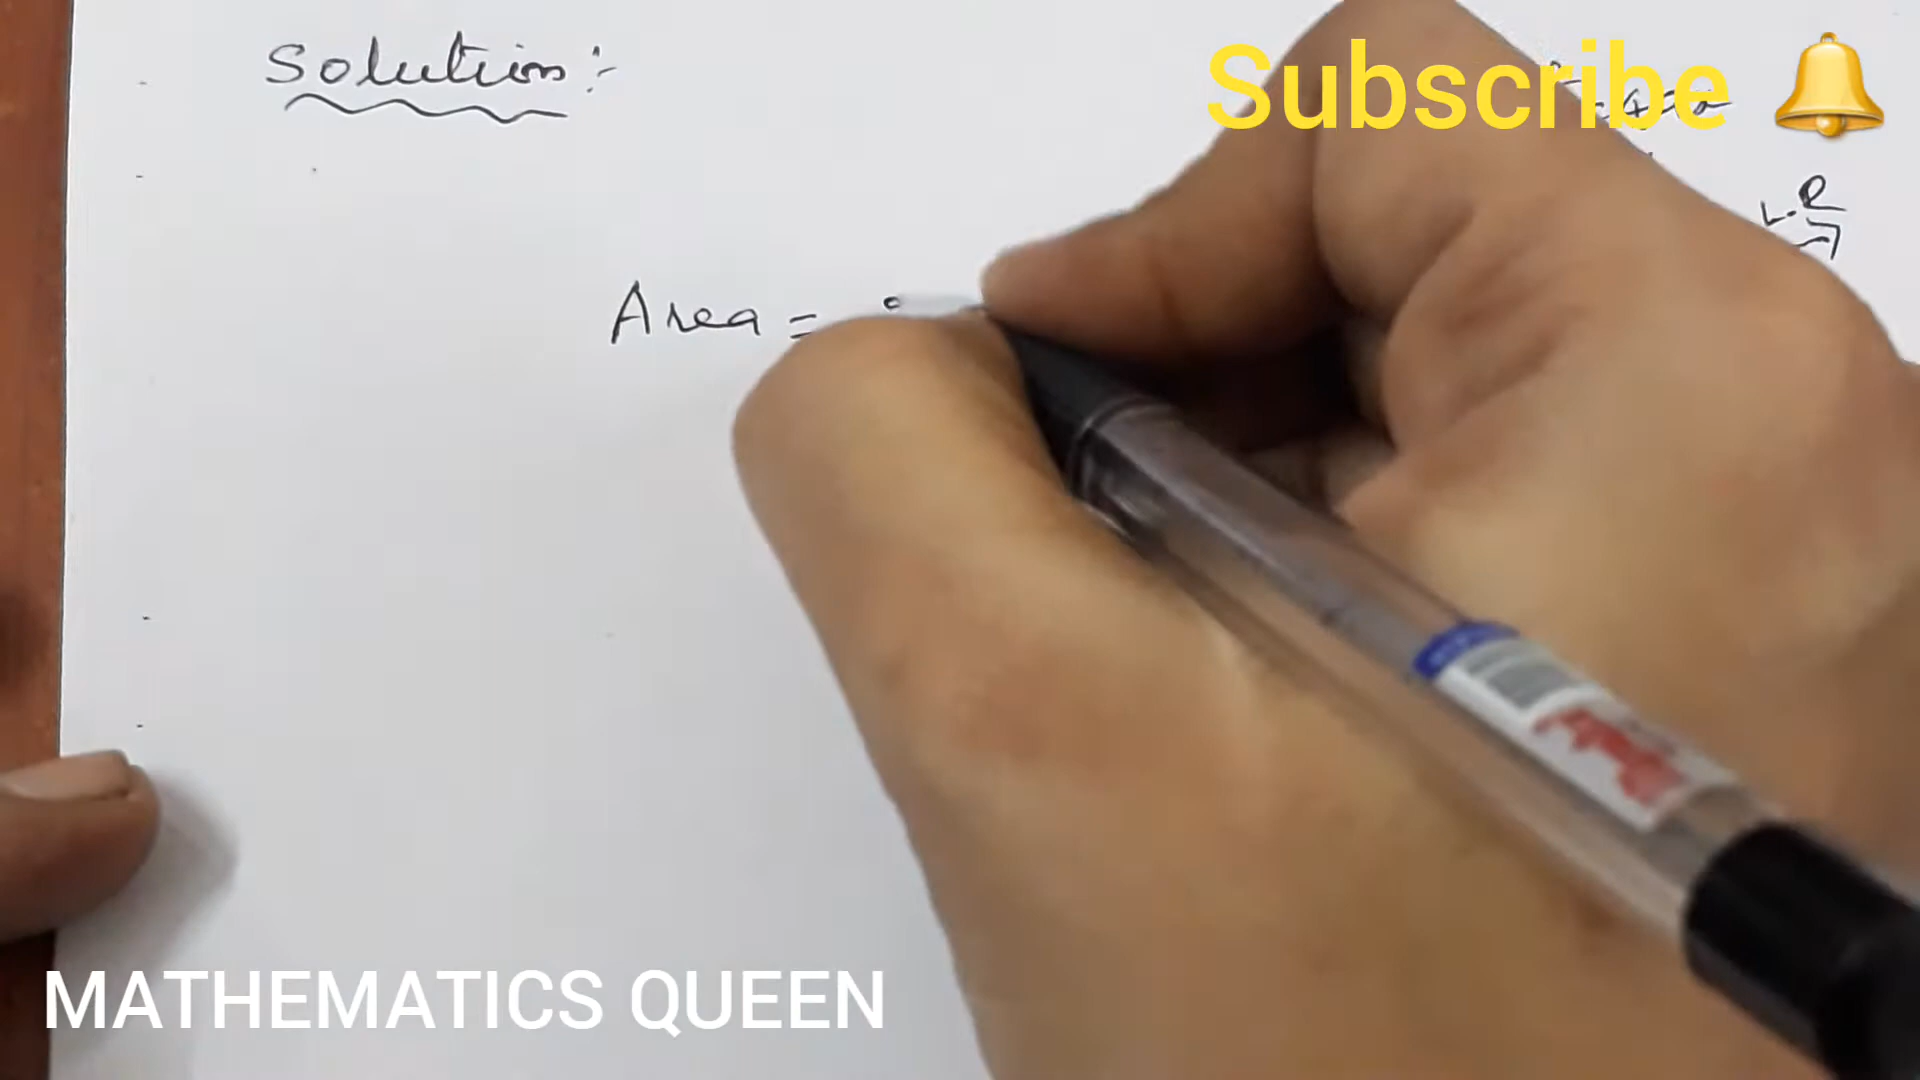 Solution:-
Subscribe
L.R
Area =
MATHEMATICS QUEEN